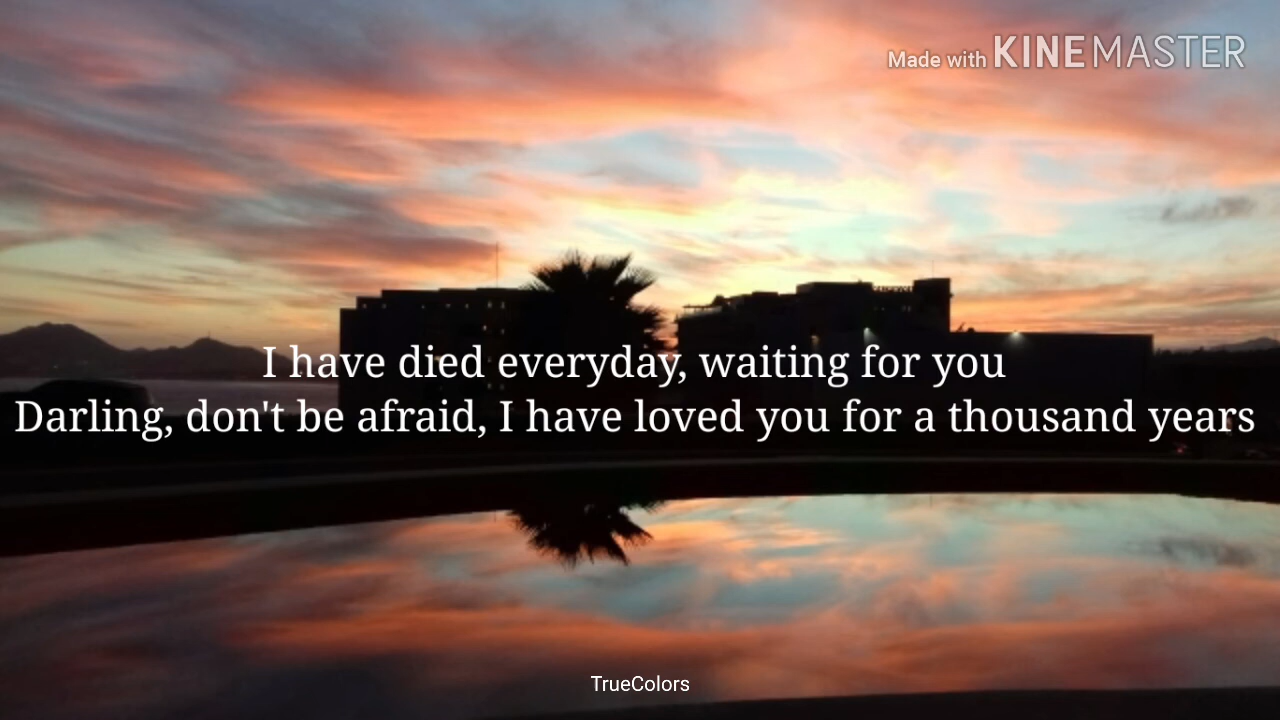 Made with KINEMASTER
I have died everyday, waiting for you
Darling, don't be afraid, I have loved you for a thousand years
TrueColors